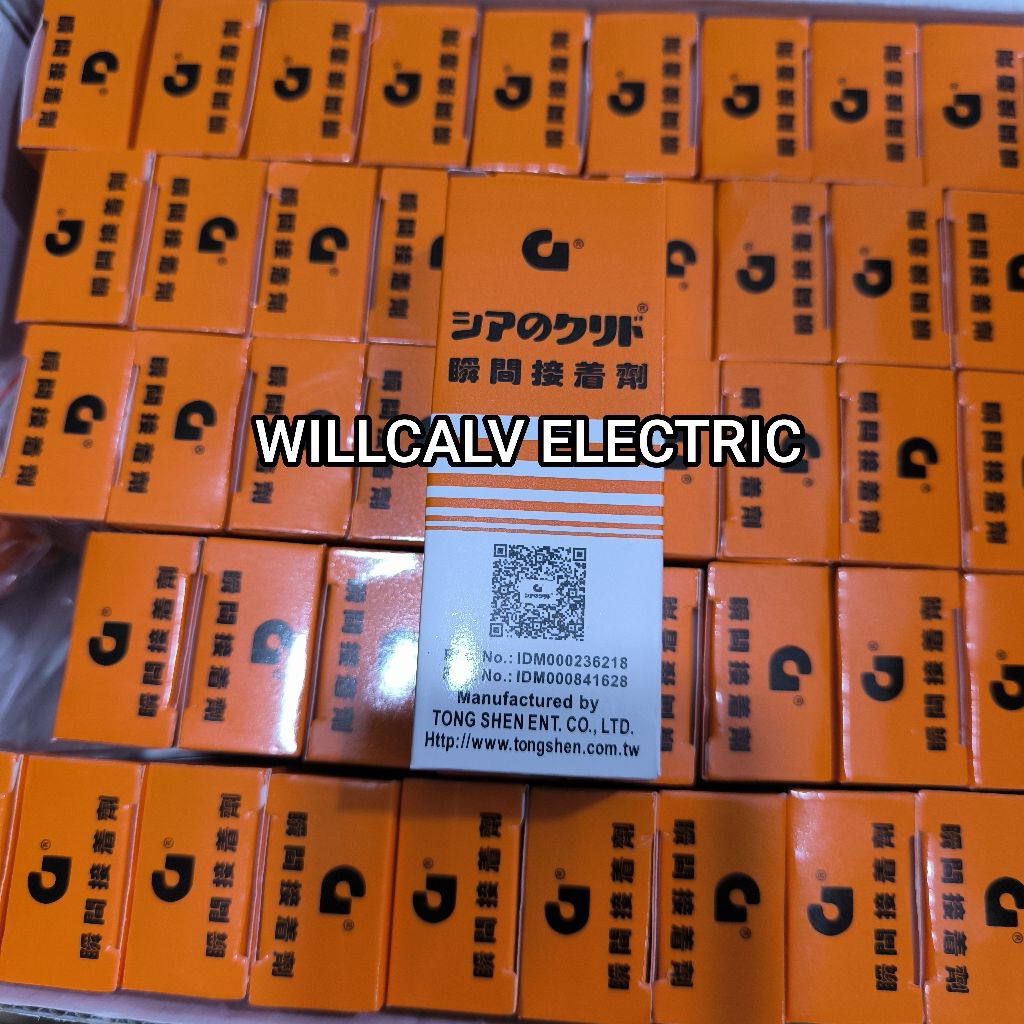 シアのクリド®
瞬間接着劑
WILLCALV ELECTRIC
No.: IDM000236218
No.: IDM000841628
Manufactured by
TONG SHEN ENT. CO., LTD.
Http://www.tongshen.com.tw